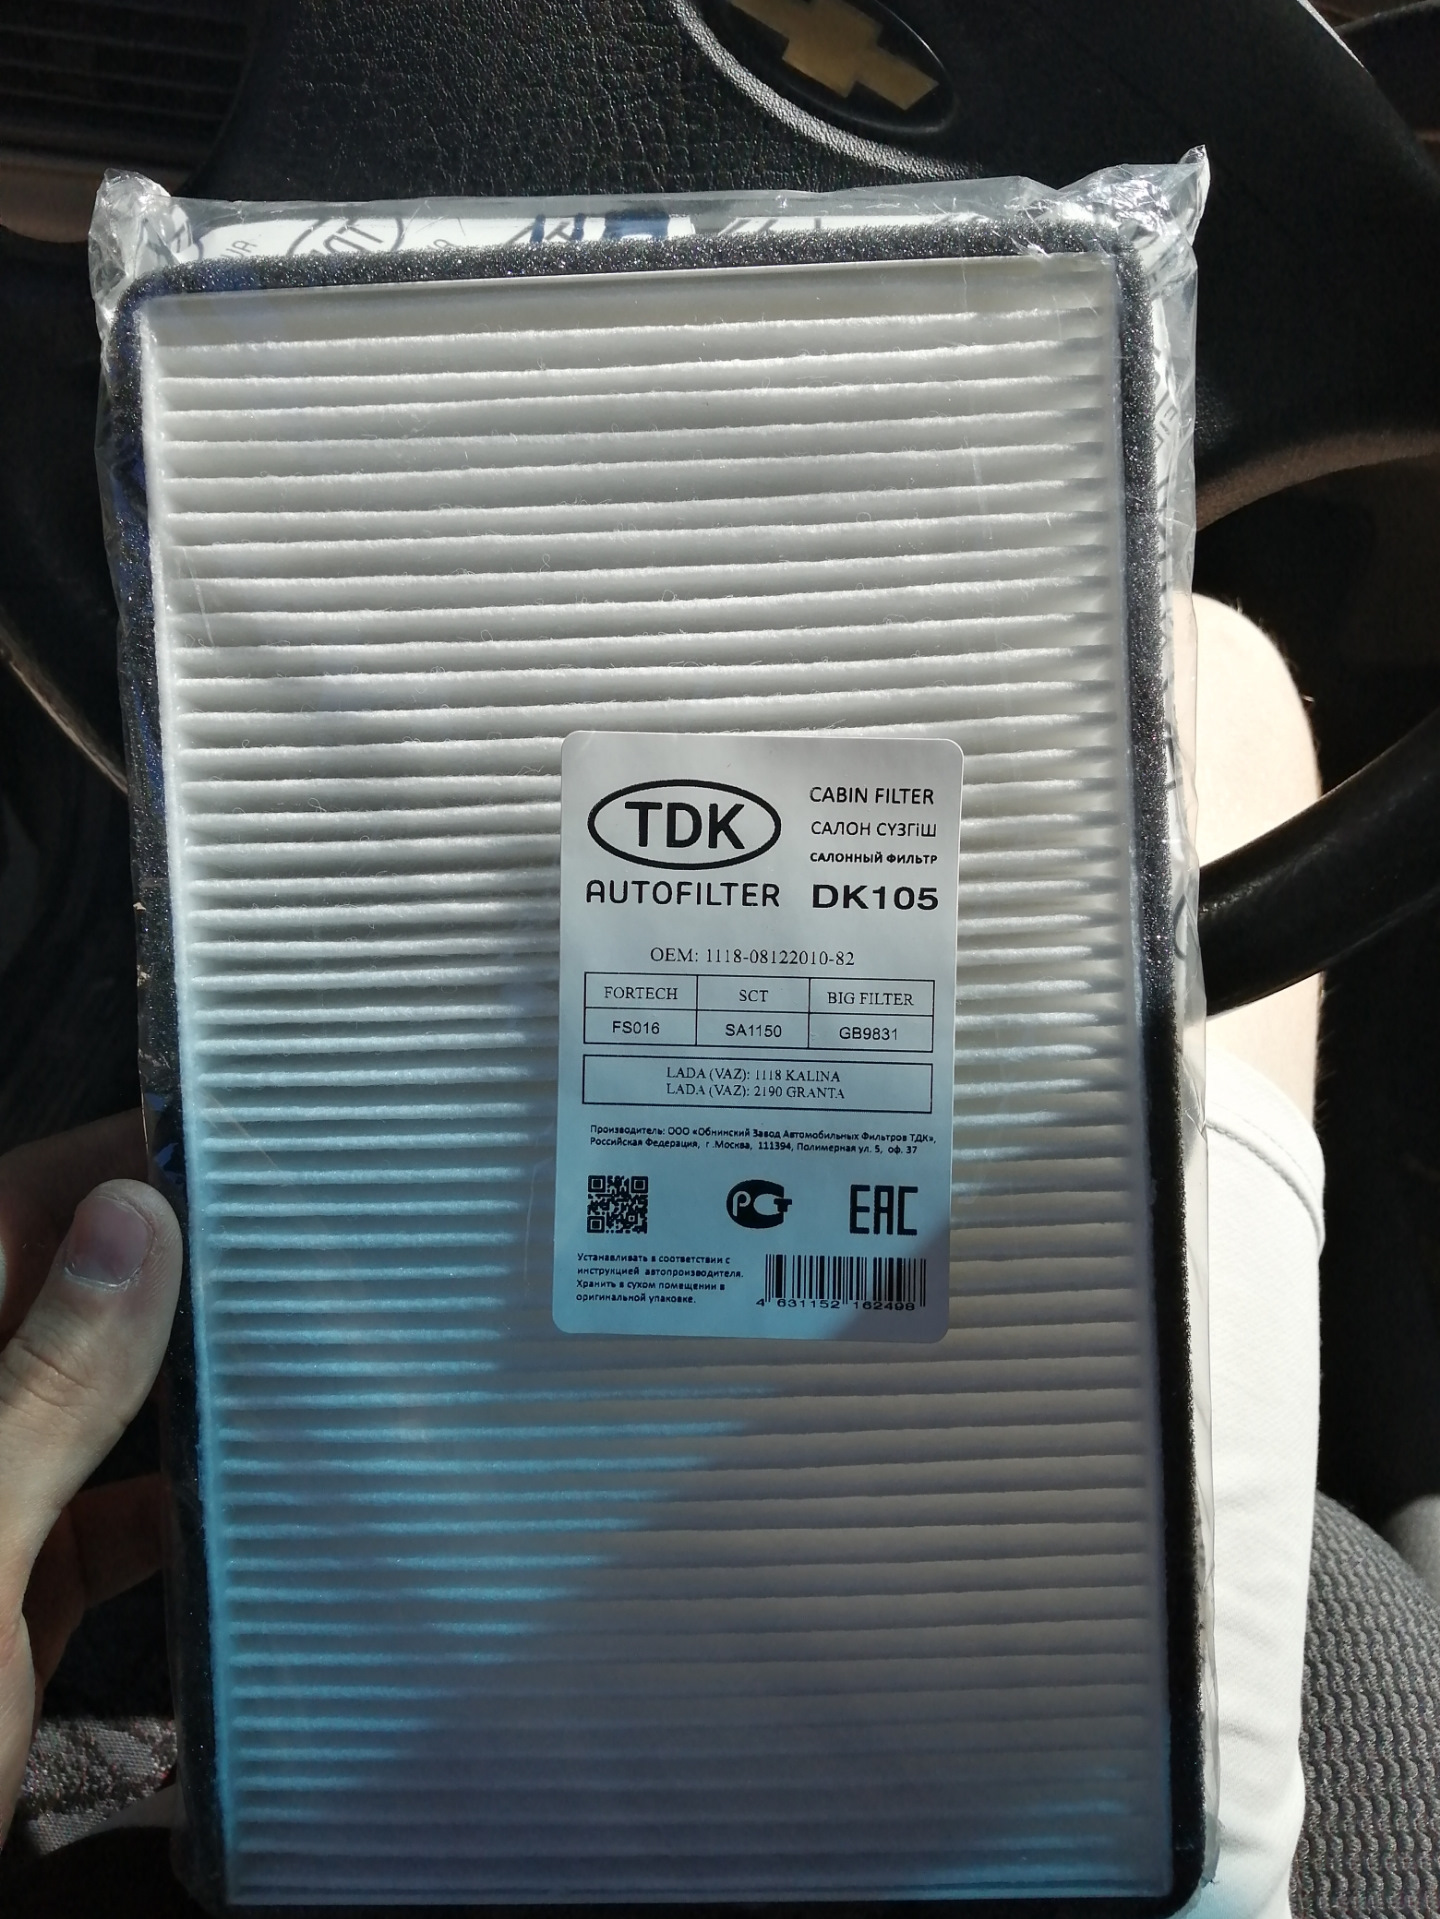 TDK
AUTOFILTER
CABIN FILTER
САЛОН СҮЗГІШ
САЛОННЫЙ ФИЛЬТР
DK105
OEM: 1118-08122010-82
FORTECH SCT BIG FILTER
FS016 SA1150 GB9831
LADA (VAZ): 1118 KALINA
LADA (VAZ): 2190 GRANTA
Производитель: ООО «Обнинский Завод Автомобильных Фильтров ТДК»,
Российская Федерация, г .Москва, 111394, Полимерная ул. 5, оф. 37
РСТ
EAC
Устанавливать в соответствии с
инструкцией автопроизводителя.
Хранить в сухом помещении в
оригинальной упаковке.
4 631152 162498